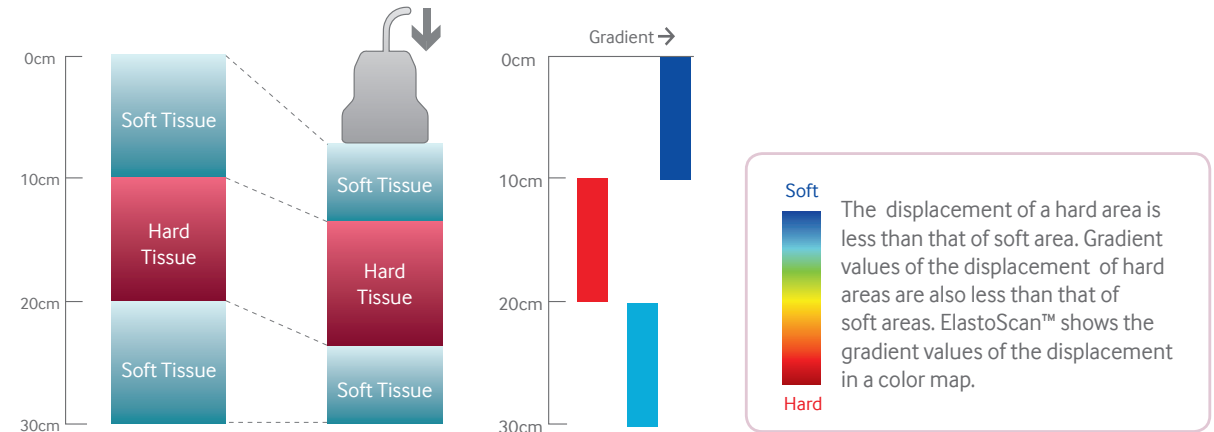 0cm
10cm
20cm
30cm
Soft Tissue
Hard
Tissue
Soft Tissue
Soft Tissue
Hard
Tissue
Soft Tissue
Gradient →
0cm
10cm
20cm
30cm
Soft
Hard
The displacement of a hard area is
less than that of soft area. Gradient
values of the displacement of hard
areas are also less than that of
soft areas. ElastoScan™ shows the
gradient values of the displacement
in a color map.